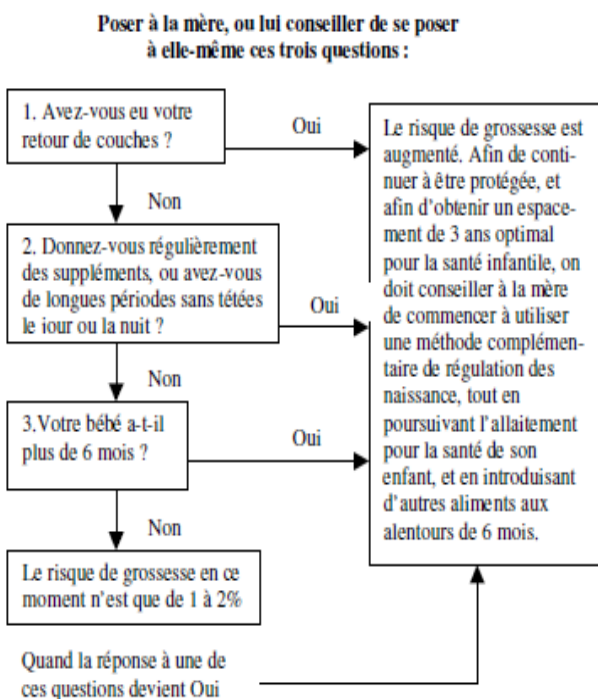 Poser à la mère, ou lui conseiller de se poser
à elle-même ces trois questions :
1. Avez-vous eu votre
retour de couches ?
Oui
Non
2. Donnez-vous régulièrement
des suppléments, ou avez-vous
de longues périodes sans tétées
le jour ou la nuit ?
Oui
Non
3.Votre bébé a-t-il
plus de 6 mois ?
Oui
Non
Le risque de grossesse en ce
moment n'est que de 1 à 2%
Quand la réponse à une de
ces questions devient Oui
Le risque de grossesse est
augmenté. Afin de conti-
nuer à être protégée, et
afin d'obtenir un espace-
ment de 3 ans optimal
pour la santé infantile, on
doit conseiller à la mère
de commencer à utiliser
une méthode complémen-
taire de régulation des
naissance, tout en
poursuivant l'allaitement
pour la santé de son
enfant, et en introduisant
d'autres aliments aux
alentours de 6 mois.